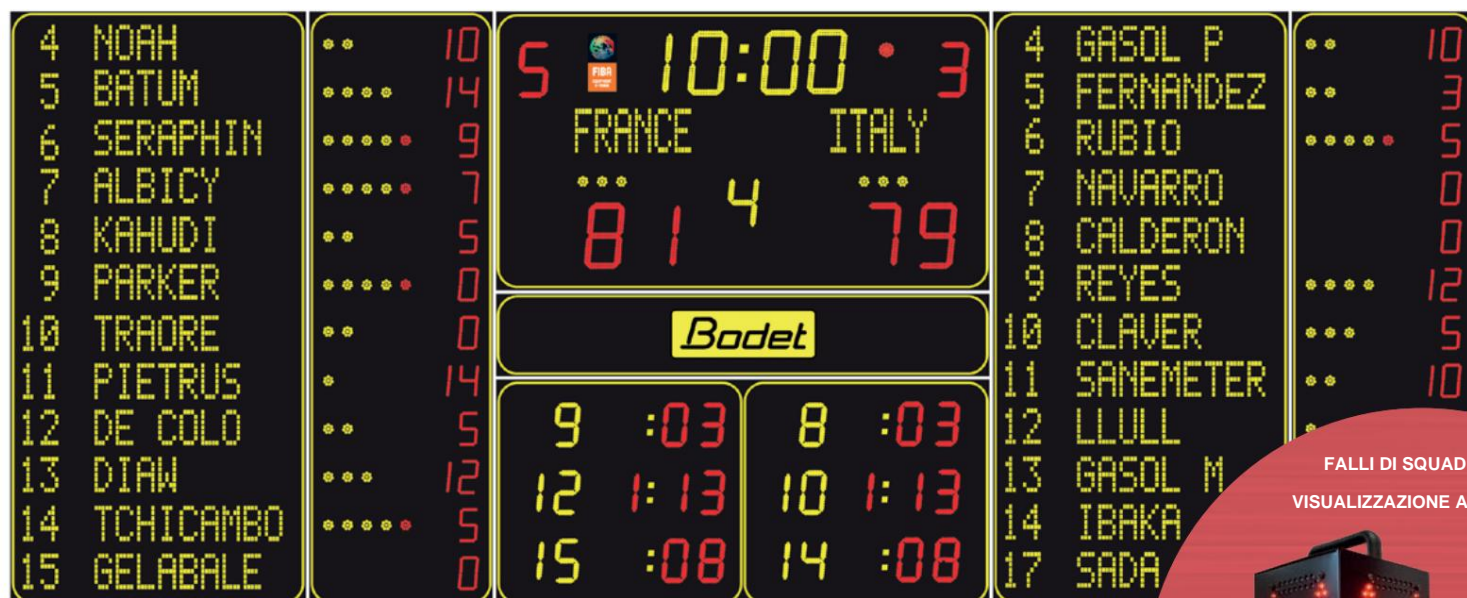 4 NOAH 10
5 BATUM 14
6 SERAPHIN 9
7 ALBICY 7
8 KAHUDI 5
9 PARKER 0
10 TRAORE 0
11 PIETRUS 14
12 DE COLO 5
13 DIAW 12
14 TCHICAMBO 5
15 GELABALE 0
5 FIBA 10:00 3
FRANCE ITALY
81 4 79
Bodet
9 :03 8 :03
12 1:13 10 1:13
15 :08 14 :08
4 GASOL P 10
5 FERNANDEZ 3
6 RUBIO 5
7 NAVARRO 0
8 CALDERON 0
9 REYES 12
10 CLAVER 5
11 SANEMETER 10
12 LLULL
13 GASOL M
14 IBAKA
17 SADA
FALLI DI SQUAD
VISUALIZZAZIONE A